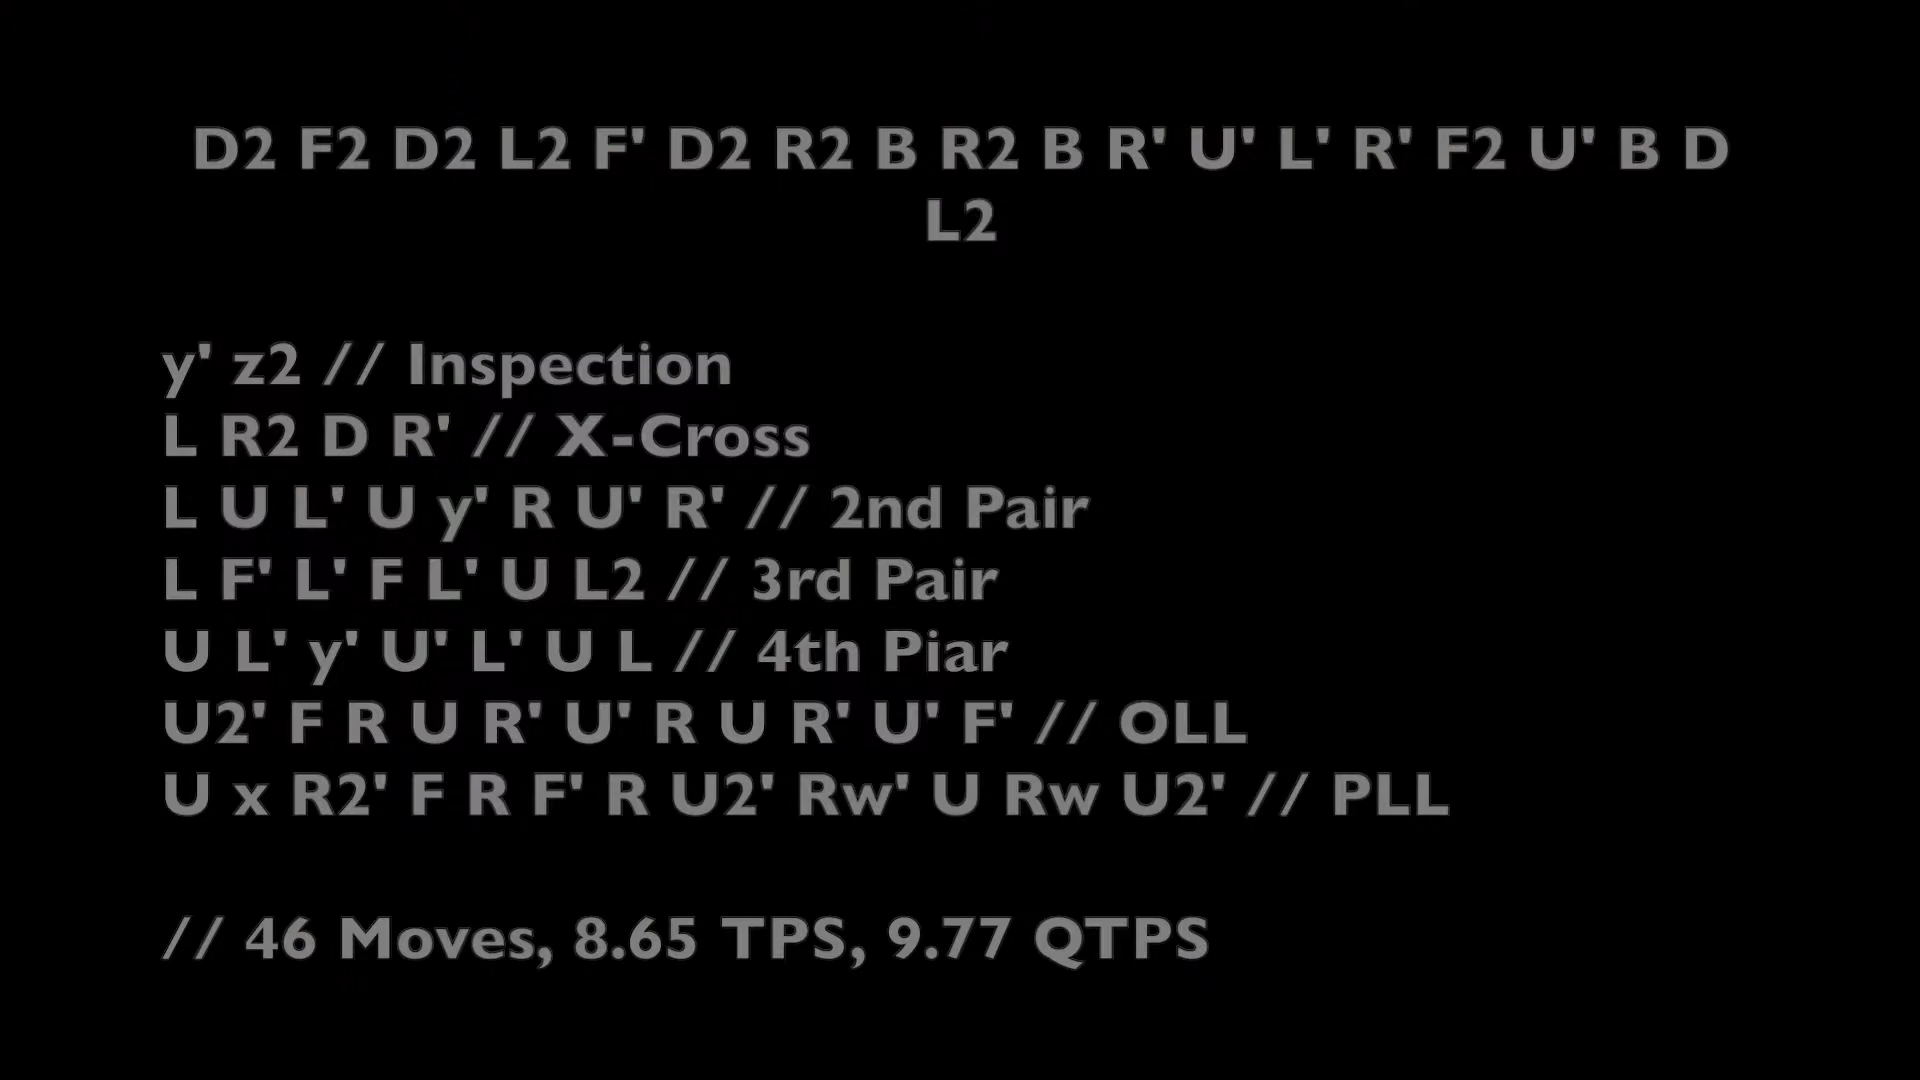 D2 F2 D2 L2 F' D2 R2 B R2 B R' U' L' R' F2 U' B D
L2
y' z2 // Inspection
L R2 D R' // X-Cross
L U L' U y' R U' R' // 2nd Pair
L F' L' F L' U L2 // 3rd Pair
U L' y' U' L' U L // 4th Piar
U2' F R U R' U' R U R' U' F' // OLL
U x R2' F R F' R U2' Rw' U Rw U2' // PLL
// 46 Moves, 8.65 TPS, 9.77 QTPS